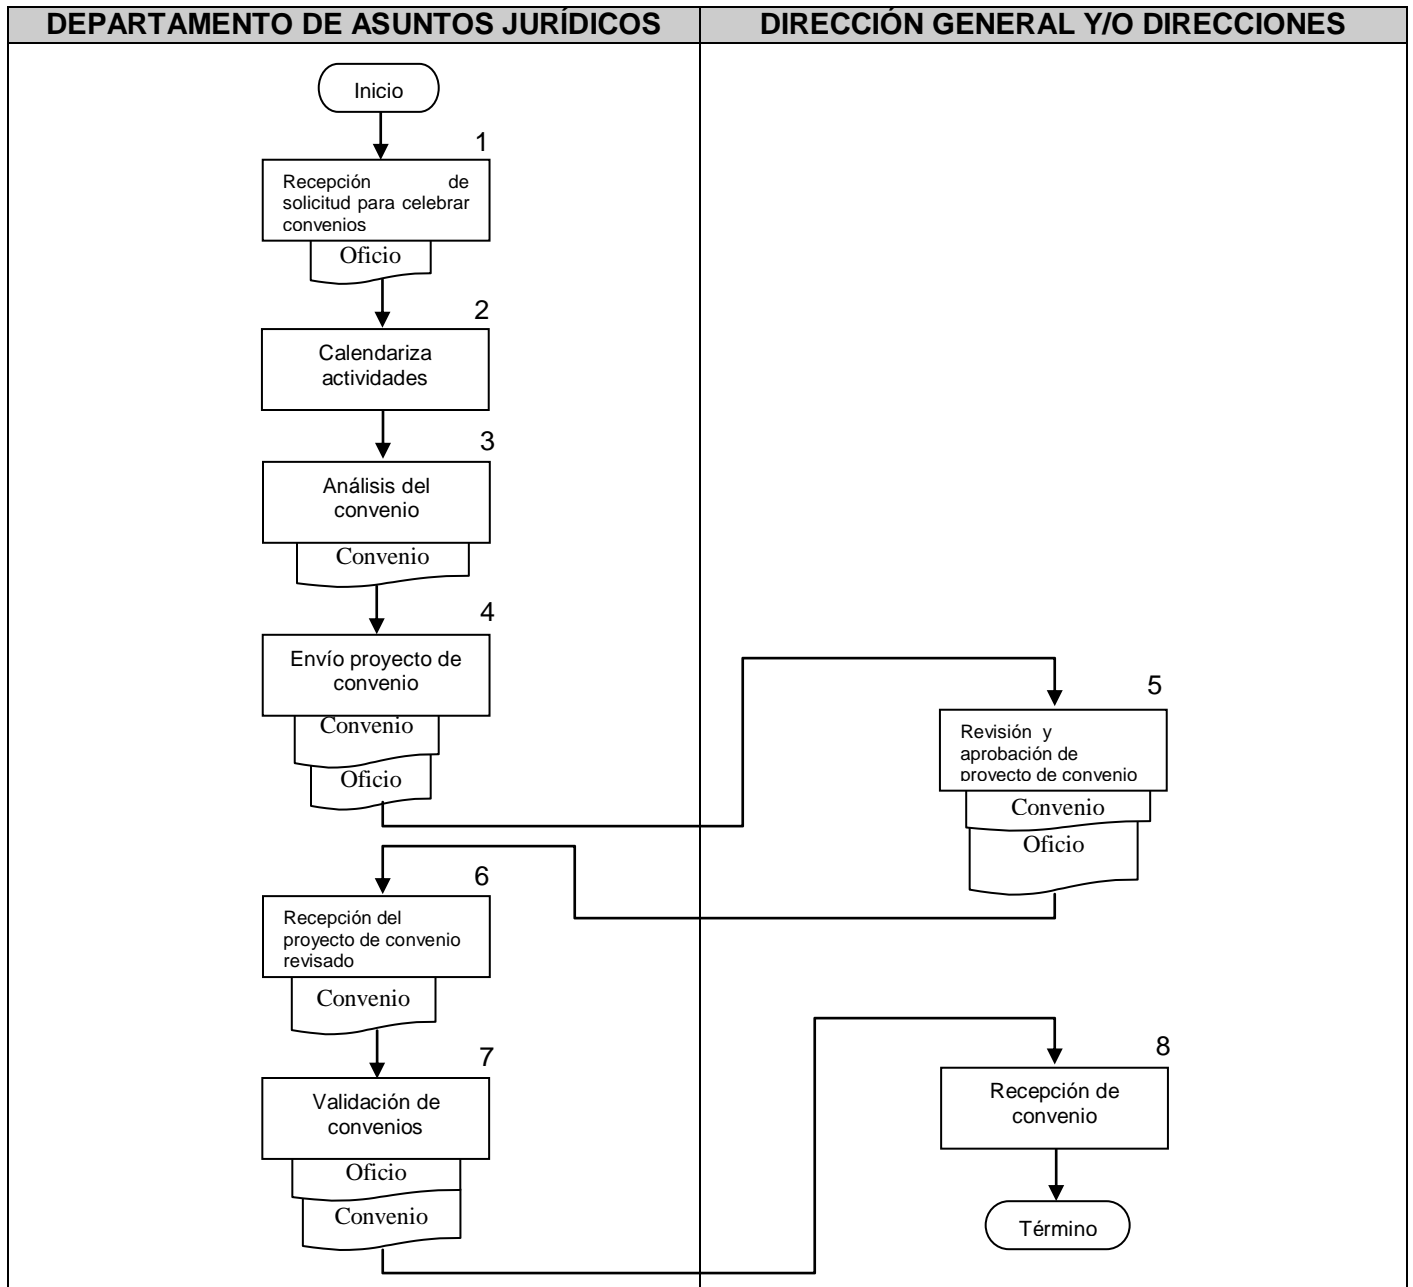 DEPARTAMENTO DE ASUNTOS JURÍDICOS
DIRECCIÓN GENERAL Y/O DIRECCIONES
Inicio
1
Recepción de
solicitud para celebrar
convenios
Oficio
2
Calendariza
actividades
3
Análisis del
convenio
Convenio
4
Envío proyecto de
convenio
Convenio
Oficio
5
Revisión y
aprobación de
proyecto de convenio
Convenio
Oficio
6
Recepción del
proyecto de convenio
revisado
Convenio
7
Validación de
convenios
Oficio
Convenio
8
Recepción de
convenio
Término